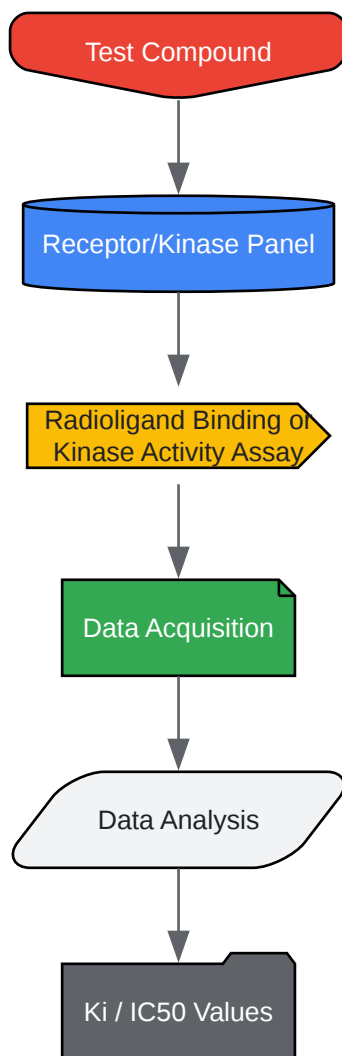 Test Compound
Receptor/Kinase Panel
Radioligand Binding or
Kinase Activity Assay
Data Acquisition
Data Analysis
Ki / IC50 Values